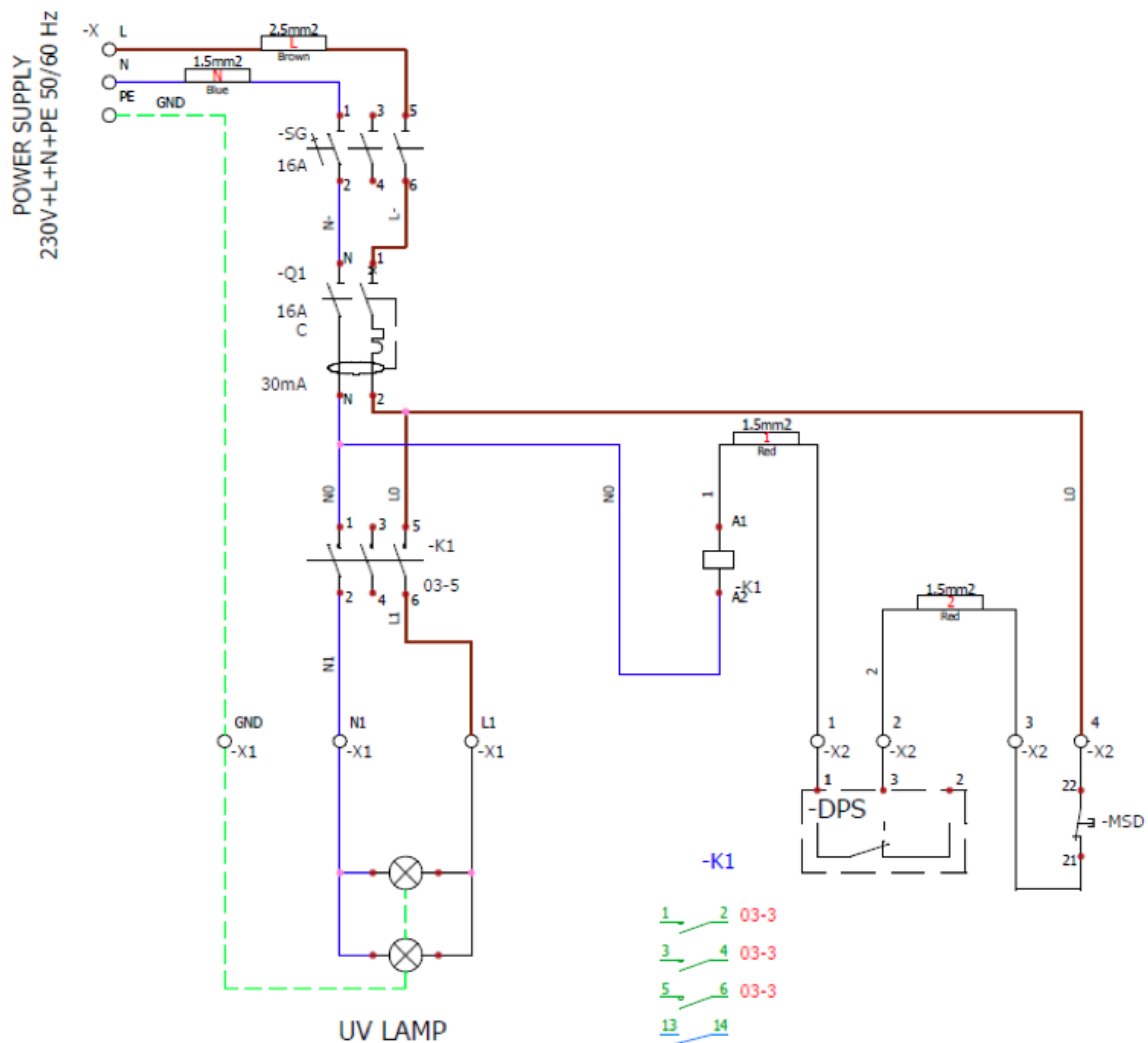 POWER SUPPLY
230V+L+N+PE 50/60 Hz
-X
L
N
PE
GND
2.5mm2
L
Brown
1.5mm2
N
Blue
1
3
5
-SG
16A
2
4
6
N-
L-
N
1
-Q1
16A
C
30mA
N
2
N0
L0
1
3
5
-K1
03-5
2
4
6
L1
N1
N0
1.5mm2
1
Red
1
A1
-K1
A2
1.5mm2
2
Red
2
L0
GND
-X1
N1
-X1
L1
-X1
1
-X2
2
-X2
3
-X2
4
-X2
1
3
2
-DPS
22
-MSD
21
-K1
1 2 03-3
3 4 03-3
5 6 03-3
13 14
UV LAMP